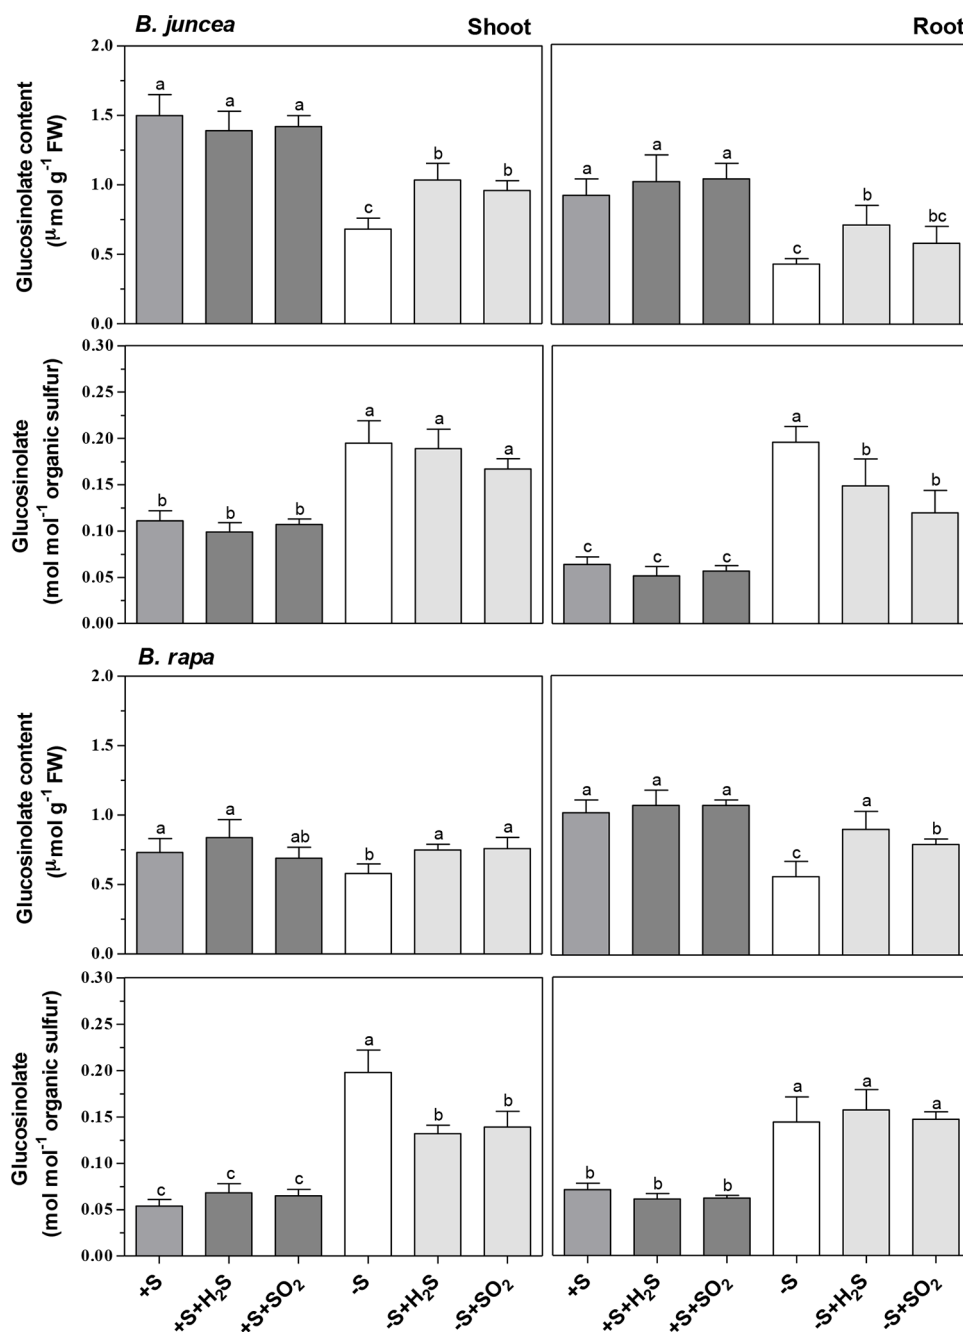 B. juncea Shoot Root
Glucosinolate content
(μmol g⁻¹ FW)
2.0
1.5
1.0
0.5
0.0
a a a c b b
a a a c b bc
Glucosinolate
(mol mol⁻¹ organic sulfur)
0.30
0.25
0.20
0.15
0.10
0.05
0.00
b b b a a a
c c c a b b
B. rapa
Glucosinolate content
(μmol g⁻¹ FW)
2.0
1.5
1.0
0.5
0.0
a a ab b a a
a a a c b b
Glucosinolate
(mol mol⁻¹ organic sulfur)
0.30
0.25
0.20
0.15
0.10
0.05
0.00
c c c a b b
b b b a a a
+S +S+H₂S +S+SO₂ -S -S+H₂S -S+SO₂
+S +S+H₂S +S+SO₂ -S -S+H₂S -S+SO₂